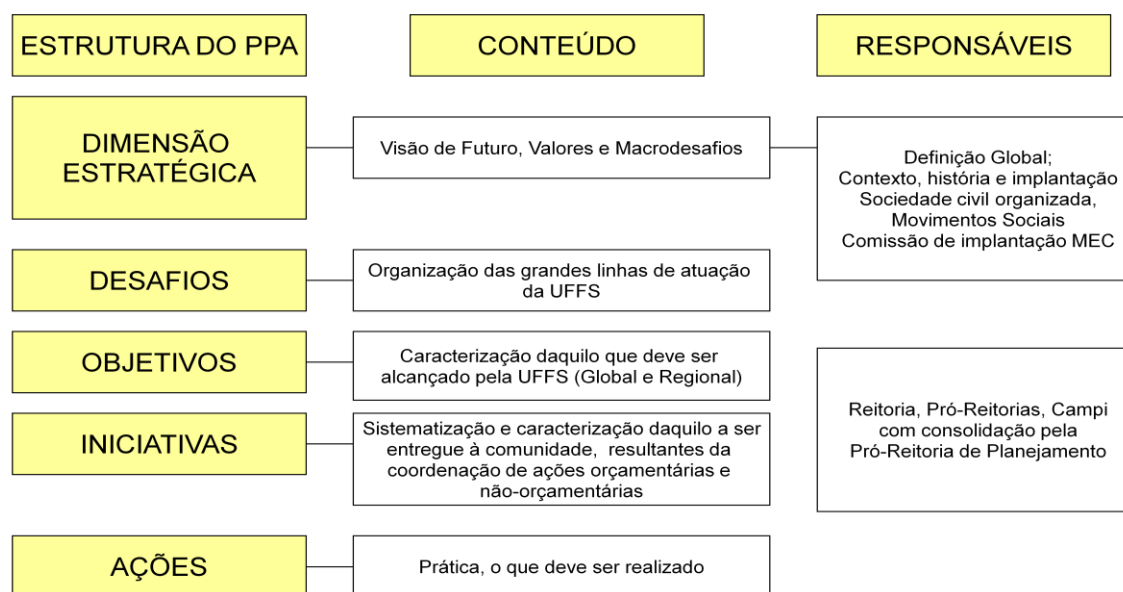 ESTRUTURA DO PPA
CONTEÚDO
RESPONSÁVEIS
DIMENSÃO
ESTRATÉGICA
Visão de Futuro, Valores e Macrodesafios
Definição Global;
Contexto, história e implantação
Sociedade civil organizada,
Movimentos Sociais
Comissão de implantação MEC
DESAFIOS
Organização das grandes linhas de atuação
da UFFS
OBJETIVOS
Caracterização daquilo que deve ser
alcançado pela UFFS (Global e Regional)
INICIATIVAS
Sistematização e caracterização daquilo a ser
entregue à comunidade, resultantes da
coordenação de ações orçamentárias e
não-orçamentárias
Reitoria, Pró-Reitorias, Campi
com consolidação pela
Pró-Reitoria de Planejamento
AÇÕES
Prática, o que deve ser realizado